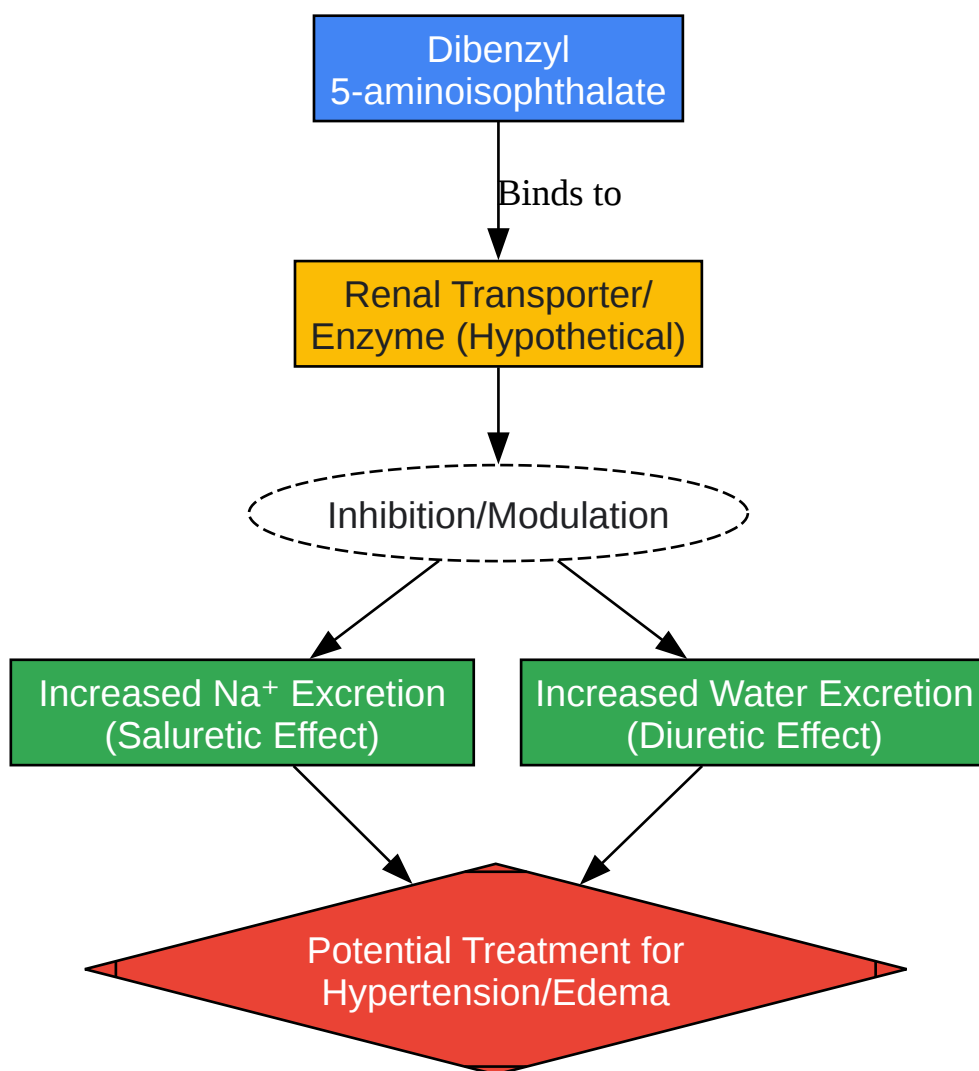 Dibenzyl
5-aminoisophthalate
Binds to
Renal Transporter/
Enzyme (Hypothetical)
Inhibition/Modulation
Increased Na⁺ Excretion
(Saluretic Effect)
Increased Water Excretion
(Diuretic Effect)
Potential Treatment for
Hypertension/Edema